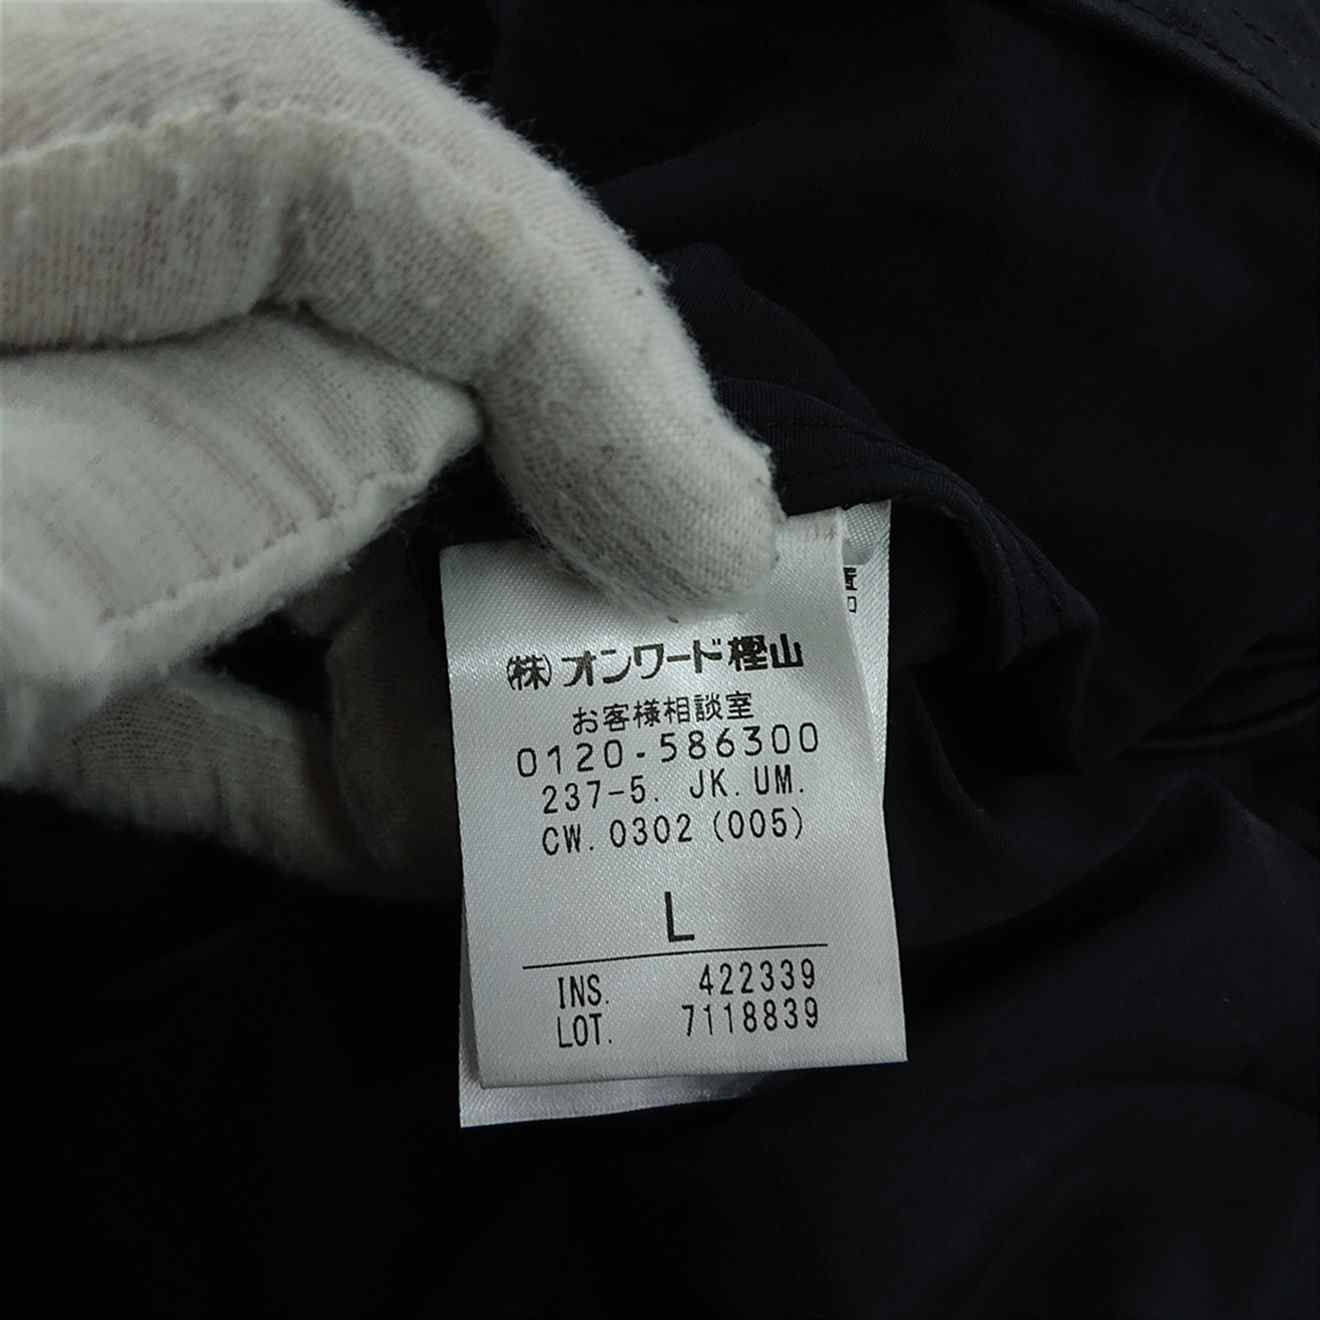 (株)オンワード樫山
お客様相談室
0120-586300
237-5. JK. UM.
CW. 0302 (005)
L
INS. 422339
LOT. 7118839